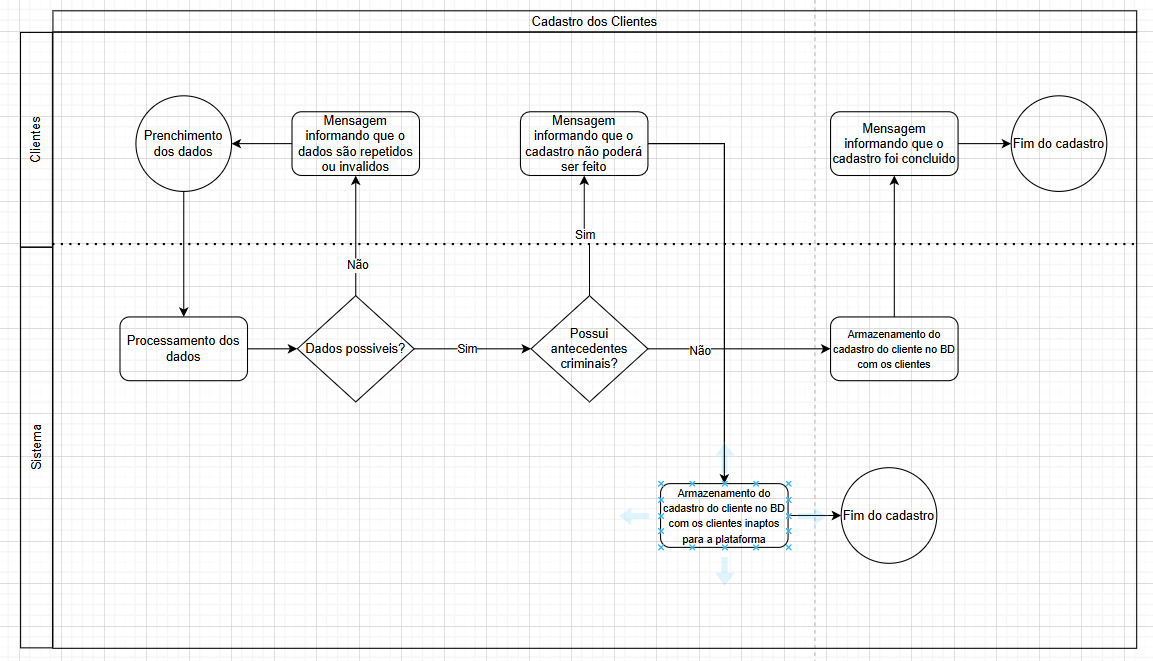 Cadastro dos Clientes
Clientes
Prenchimento
dos dados
Mensagem
informando que o
dados são repetidos
ou invalidos
Mensagem
informando que o
cadastro não poderá
ser feito
Mensagem
informando que o
cadastro foi concluido
Fim do cadastro
Sim
Não
Sistema
Processamento dos
dados
Dados possiveis?
Sim
Possui
antecedentes
criminais?
Não
Armazenamento do
cadastro do cliente no BD
com os clientes
Armazenamento do
cadastro do cliente no BD
com os clientes inaptos
para a plataforma
Fim do cadastro